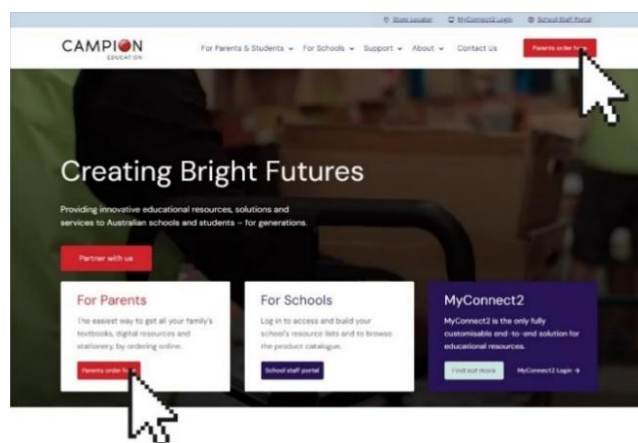 Store Locator MyConnect2 Login School Staff Portal
CAMPION
EDUCATION
For Parents & Students For Schools Support About Contact Us Parents order here
Creating Bright Futures
Providing innovative educational resources, solutions and
services to Australian schools and students – for generations.
Partner with us
For Parents
The easiest way to get all your family's
textbooks, digital resources and
stationery, by ordering online.
Parents order here
For Schools
Log in to access and build your
school's resource lists and to browse
the product catalogue.
School staff portal
MyConnect2
MyConnect2 is the only fully
customisable end-to-end solution for
educational resources.
Find out more MyConnect2 Login →